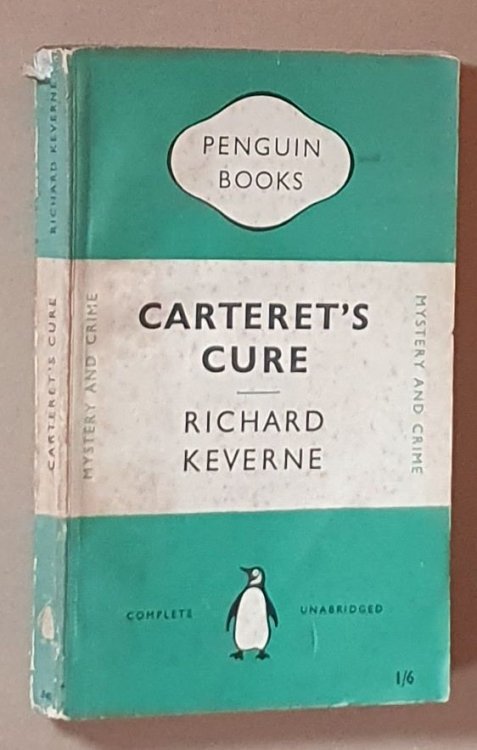 RICHARD KEVERNE
CARTERET'S CURE
PENGUIN
BOOKS
MYSTERY AND CRIME
CARTERET'S
CURE
RICHARD
KEVERNE
MYSTERY AND CRIME
COMPLETE
UNABRIDGED
1/6